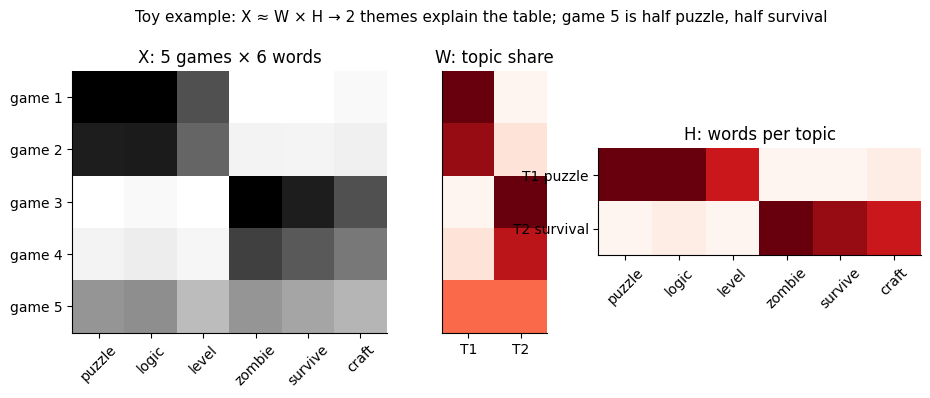 Toy example: X ≈ W × H → 2 themes explain the table; game 5 is half puzzle, half survival
X: 5 games × 6 words
game 1
game 2
game 3
game 4
game 5
puzzle
logic
level
zombie
survive
craft
W: topic share
T1
T2
H: words per topic
T1 puzzle
T2 survival
puzzle
logic
level
zombie
survive
craft